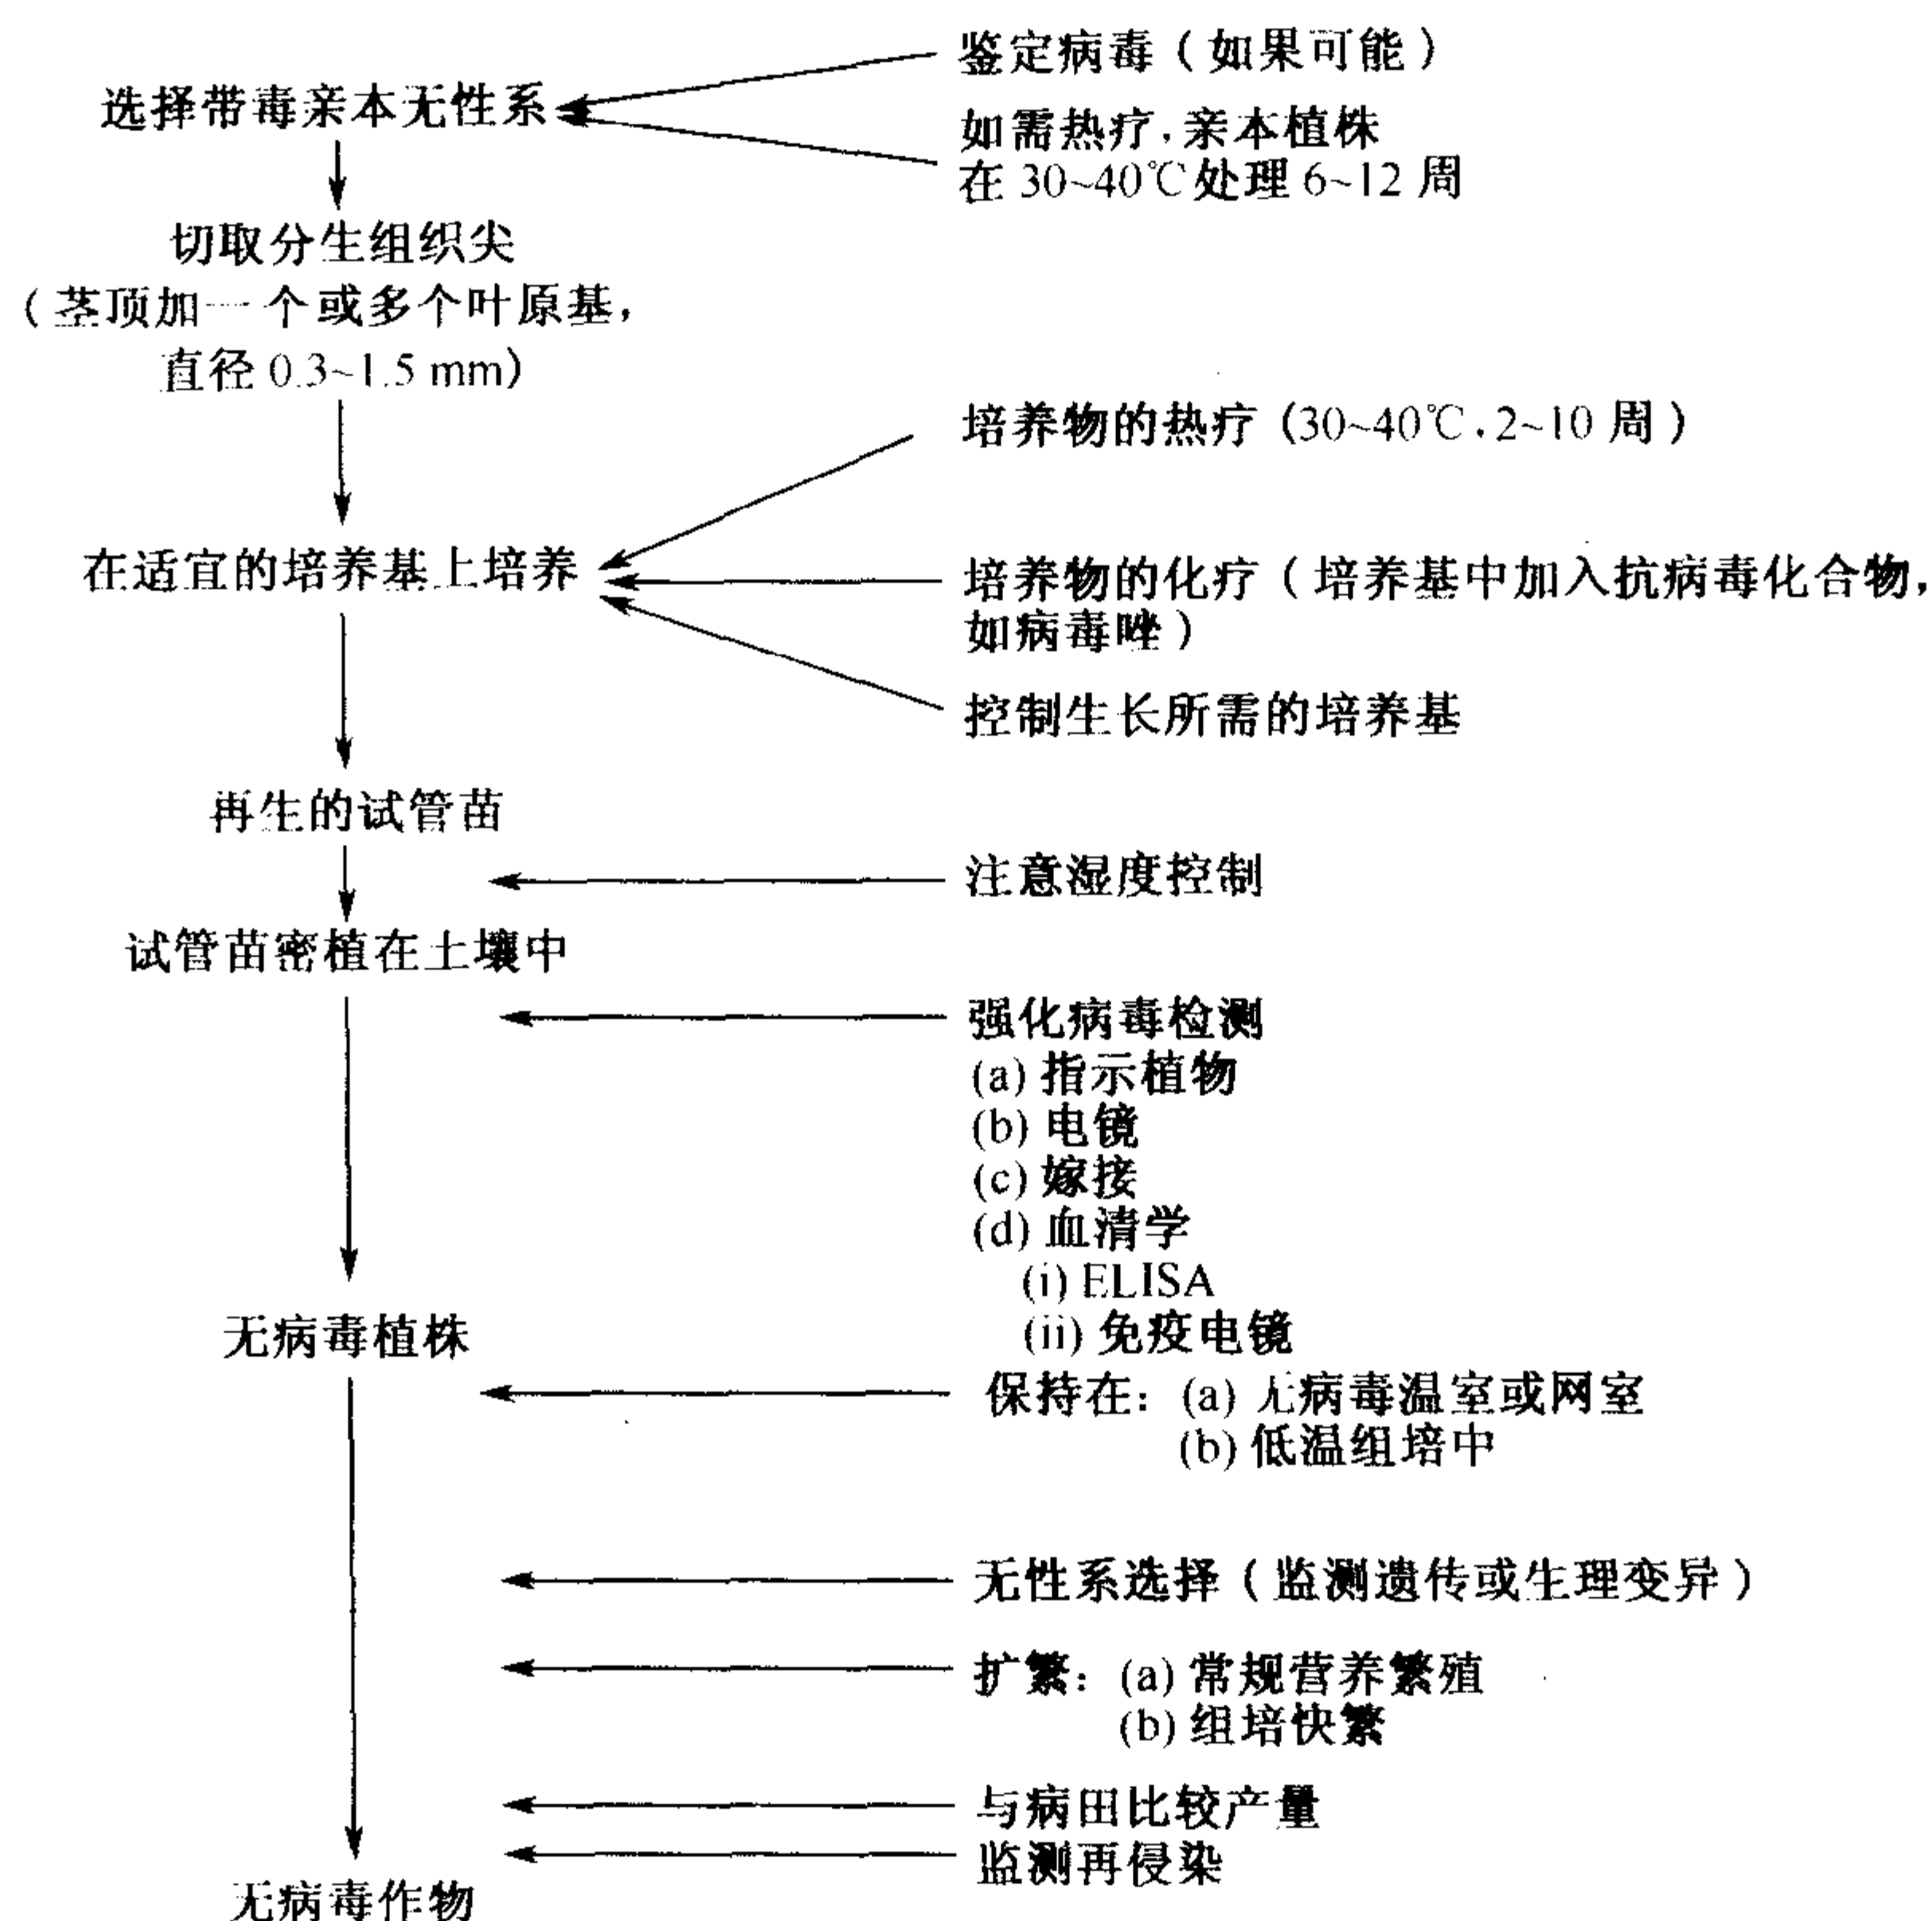 鉴定病毒（如果可能）
选择带毒亲本无性系
如需热疗，亲本植株
在 30~40℃处理 6~12 周
切取分生组织尖
（茎顶加一个或多个叶原基，
直径 0.3~1.5 mm）
培养物的热疗（30~40℃，2~10 周）
在适宜的培养基上培养
培养物的化疗（培养基中加入抗病毒化合物，
如病毒唑）
控制生长所需的培养基
再生的试管苗
注意湿度控制
试管苗密植在土壤中
强化病毒检测
(a) 指示植物
(b) 电镜
(c) 嫁接
(d) 血清学
(i) ELISA
(ii) 免疫电镜
无病毒植株
保持在：(a) 无病毒温室或网室
(b) 低温组培中
无性系选择（监测遗传或生理变异）
扩繁：(a) 常规营养繁殖
(b) 组培快繁
与病田比较产量
监测再侵染
无病毒作物